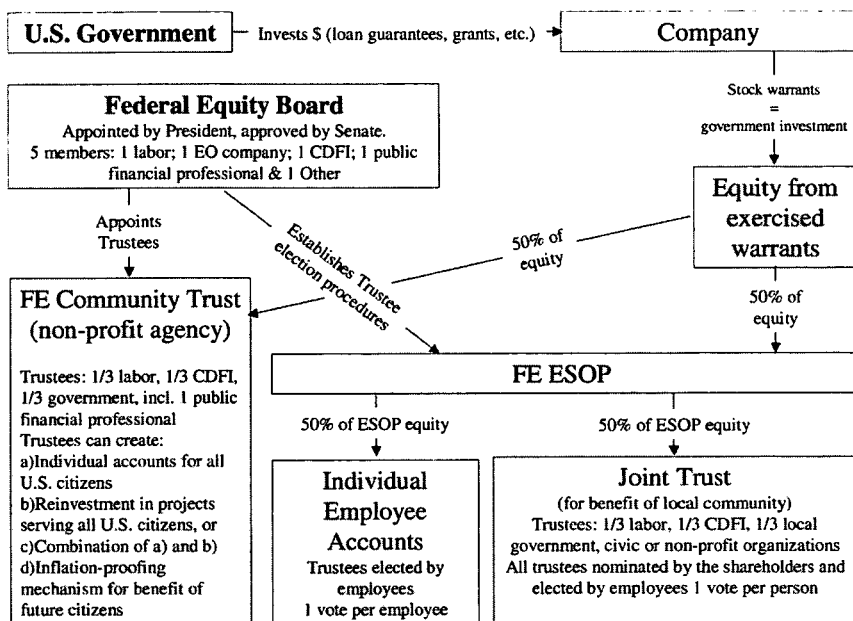 U.S. Government
Invests $ (loan guarantees, grants, etc.)
Company
Federal Equity Board
Appointed by President, approved by Senate.
5 members: 1 labor; 1 EO company; 1 CDFI; 1 public
financial professional & 1 Other
Stock warrants
=
government investment
Equity from
exercised
warrants
Appoints
Trustees
Establishes Trustee
election procedures
50% of
equity
50% of
equity
FE Community Trust
(non-profit agency)
Trustees: 1/3 labor, 1/3 CDFI,
1/3 government, incl. 1 public
financial professional
Trustees can create:
a)Individual accounts for all
U.S. citizens
b)Reinvestment in projects
serving all U.S. citizens, or
c)Combination of a) and b)
d)Inflation-proofing
mechanism for benefit of
future citizens
FE ESOP
50% of ESOP equity
50% of ESOP equity
Individual
Employee
Accounts
Trustees elected by
employees
1 vote per employee
Joint Trust
(for benefit of local community)
Trustees: 1/3 labor, 1/3 CDFI, 1/3 local
government, civic or non-profit organizations
All trustees nominated by the shareholders and
elected by employees 1 vote per person